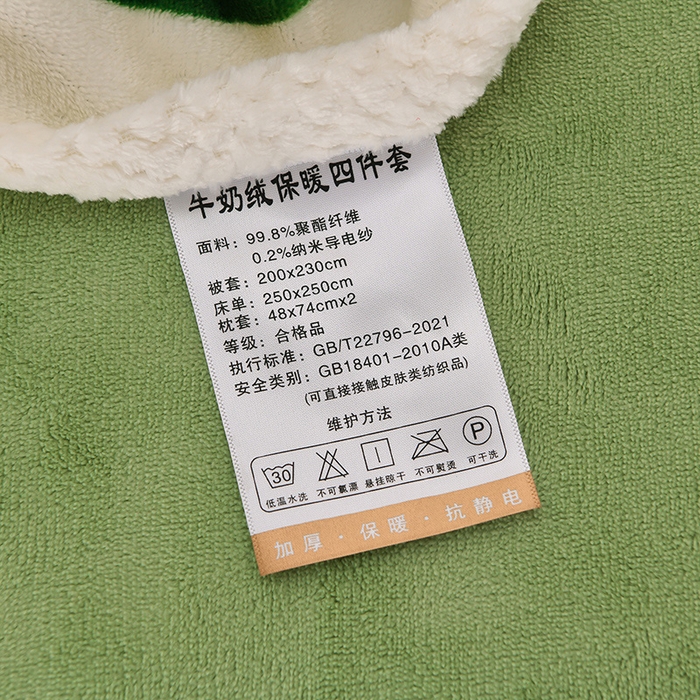 牛奶绒保暖四件套
面料：99.8%聚酯纤维
0.2%纳米导电纱
被套：200x230cm
床单：250x250cm
枕套：48x74cmx2
等级：合格品
执行标准：GB/T22796-2021
安全类别：GB18401-2010A类
(可直接接触皮肤类纺织品)
维护方法
30 P
低温水洗 不可氯漂 悬挂晾干 不可熨烫 可干洗
加厚·保暖·抗静电